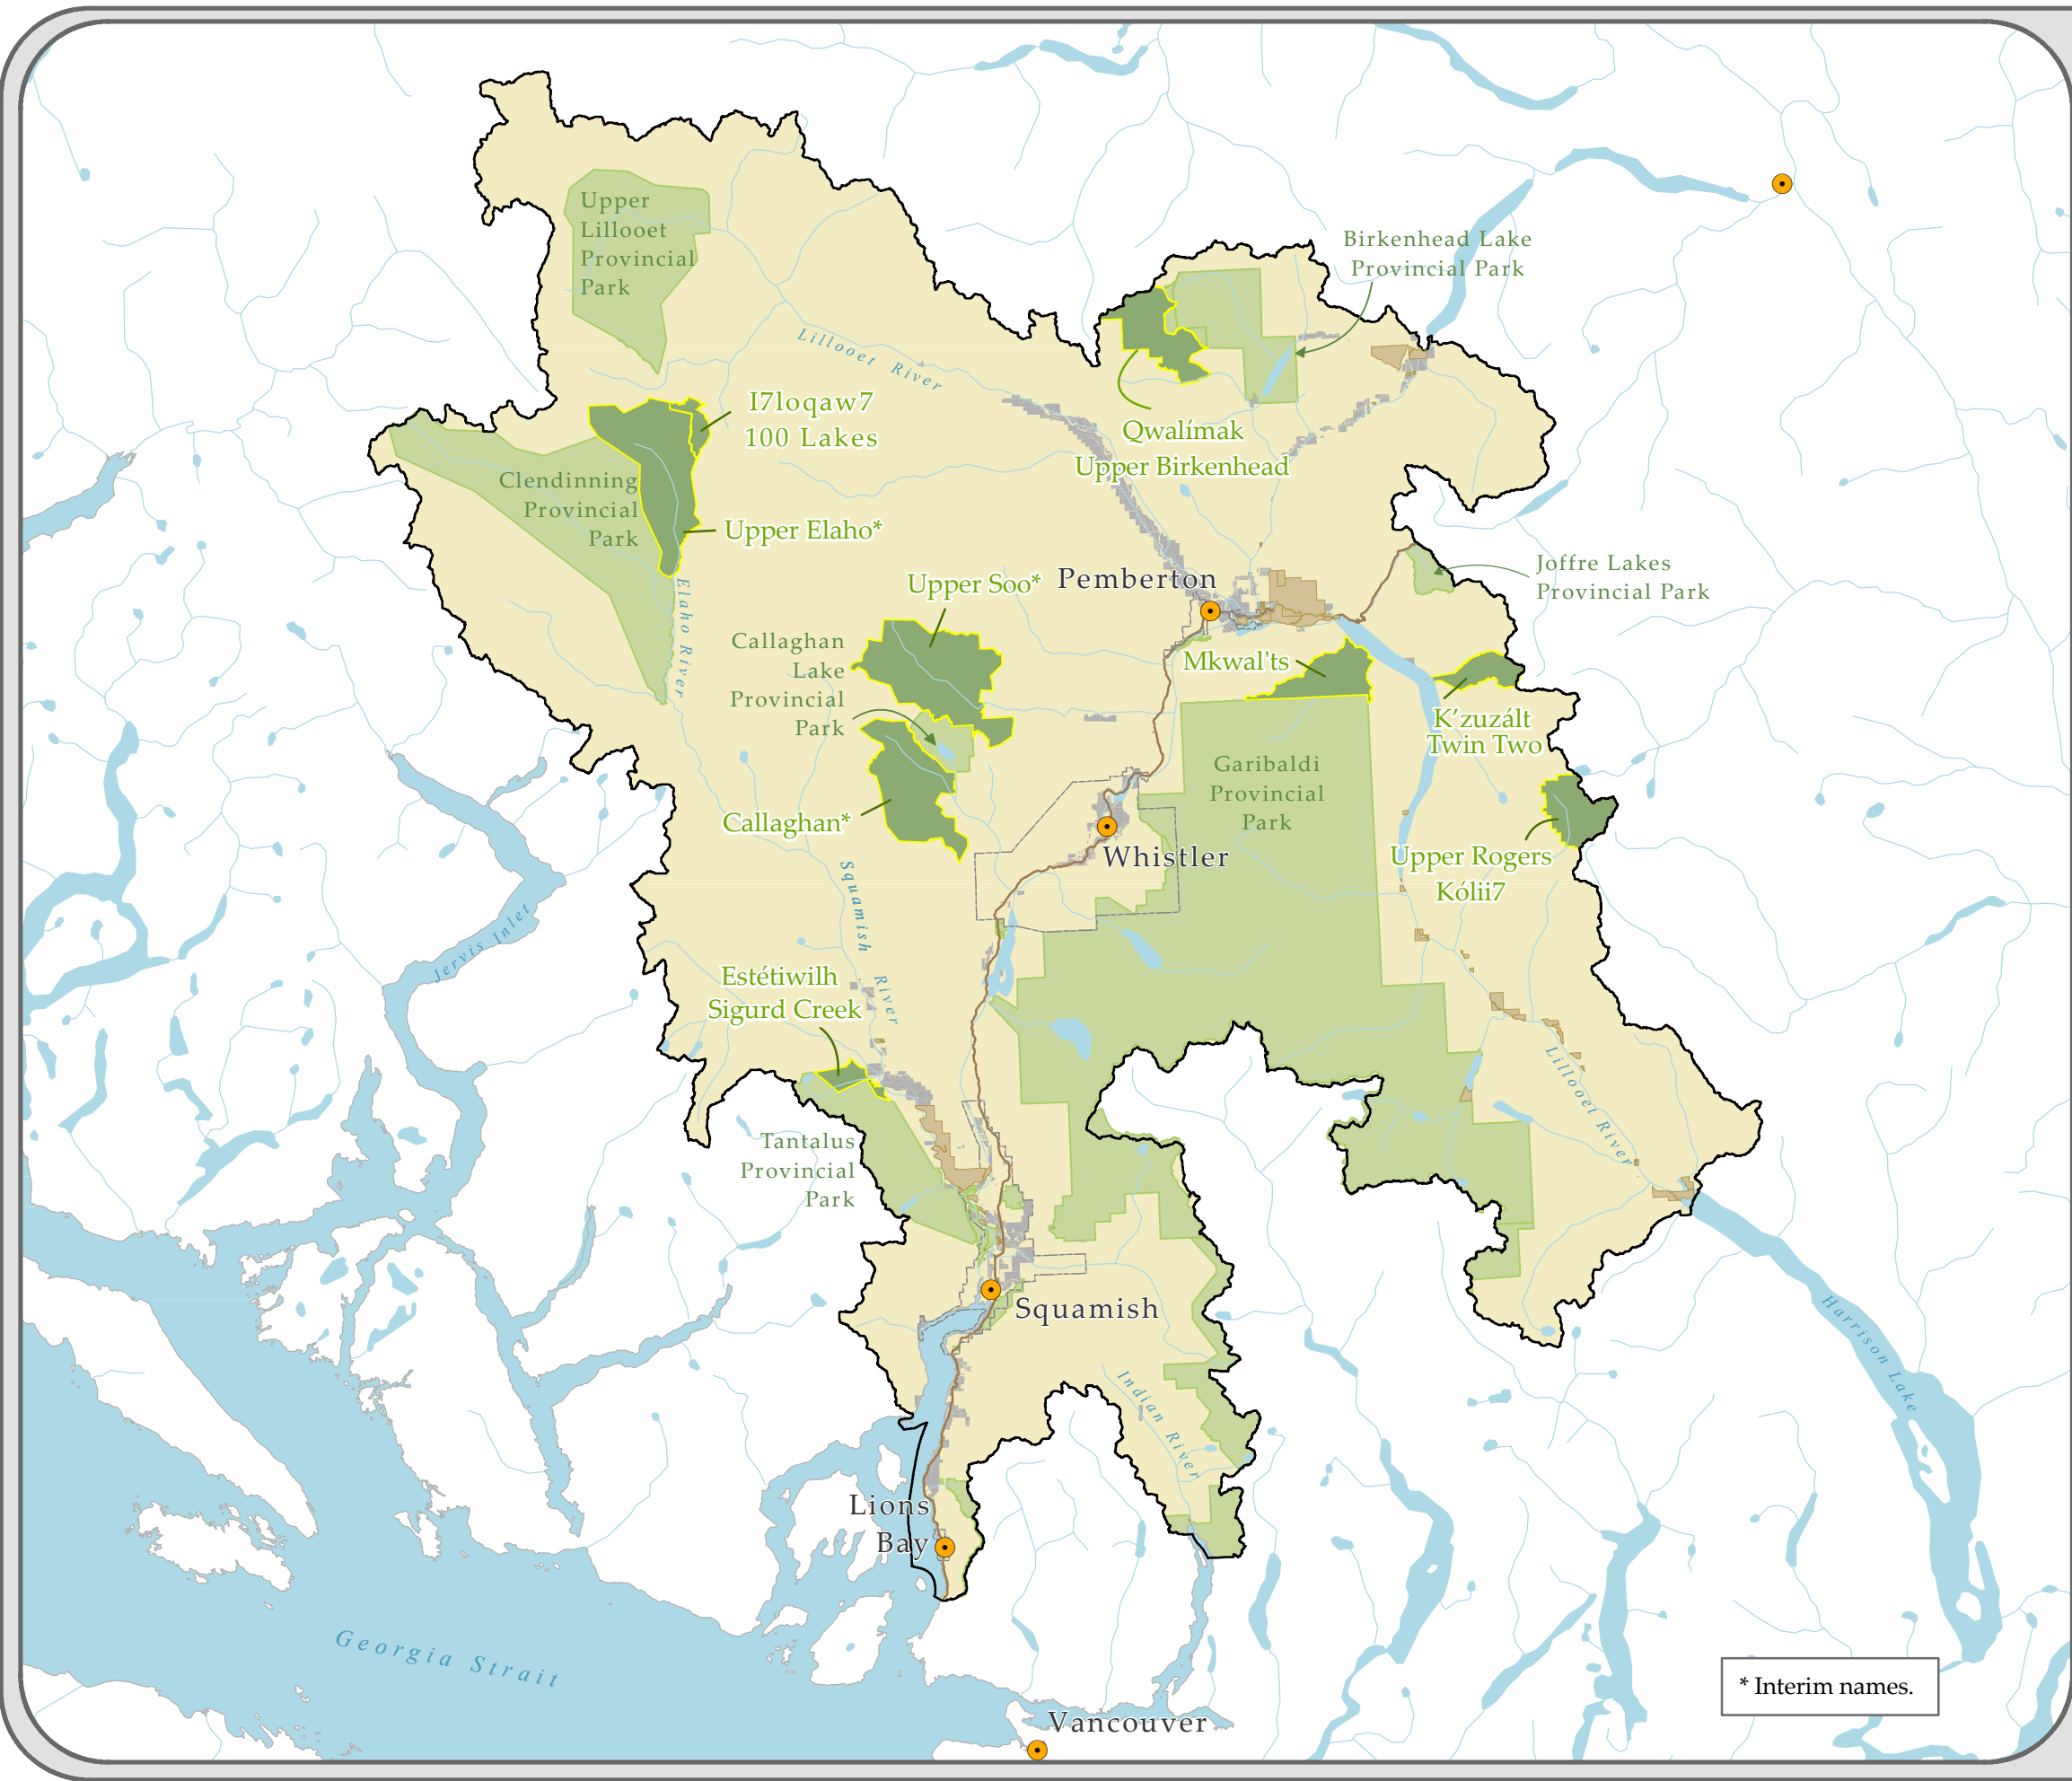 Upper
Lillooet
Provincial
Park
Birkenhead Lake
Provincial Park
Lillooet River
I7loqaw7
100 Lakes
Qwalímak
Upper Birkenhead
Clendinning
Provincial
Park
Upper Elaho*
Elaho River
Upper Soo*
Pemberton
Joffre Lakes
Provincial Park
Callaghan
Lake
Provincial
Park
Mkwal'ts
K'zuzált
Twin Two
Garibaldi
Provincial
Park
Callaghan*
Whistler
Upper Rogers
Kólii7
Squamish River
Jervis Inlet
Estétiwilh
Sigurd Creek
Lillooet River
Tantalus
Provincial
Park
Squamish
Harrison Lake
Indian River
Lions
Bay
Georgia Strait
* Interim names.
Vancouver